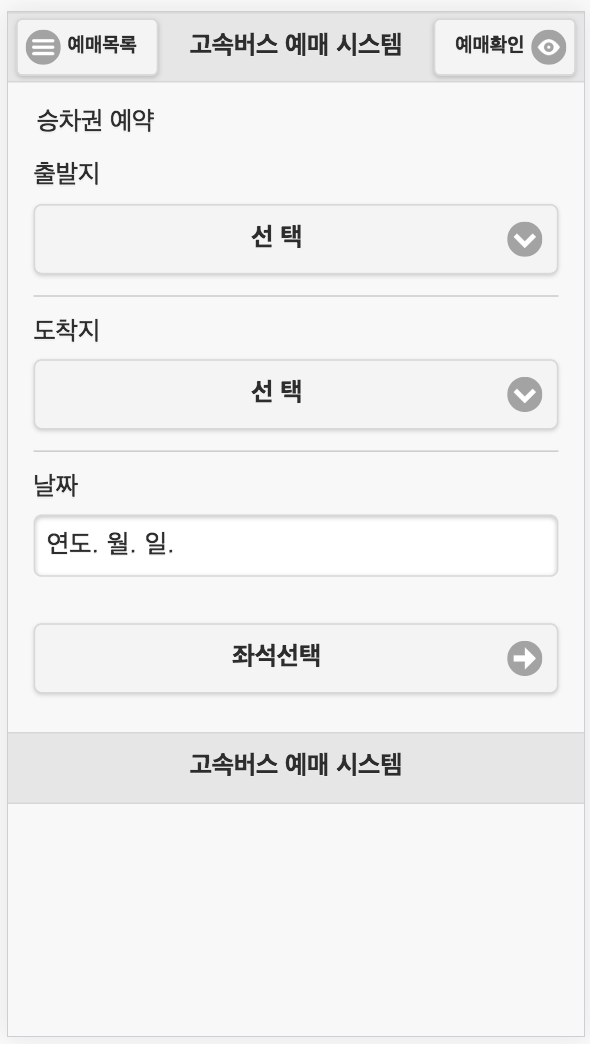 예매목록 고속버스 예매 시스템 예매확인
승차권 예약
출발지
선 택
도착지
선 택
날짜
연도. 월. 일.
좌석선택
고속버스 예매 시스템